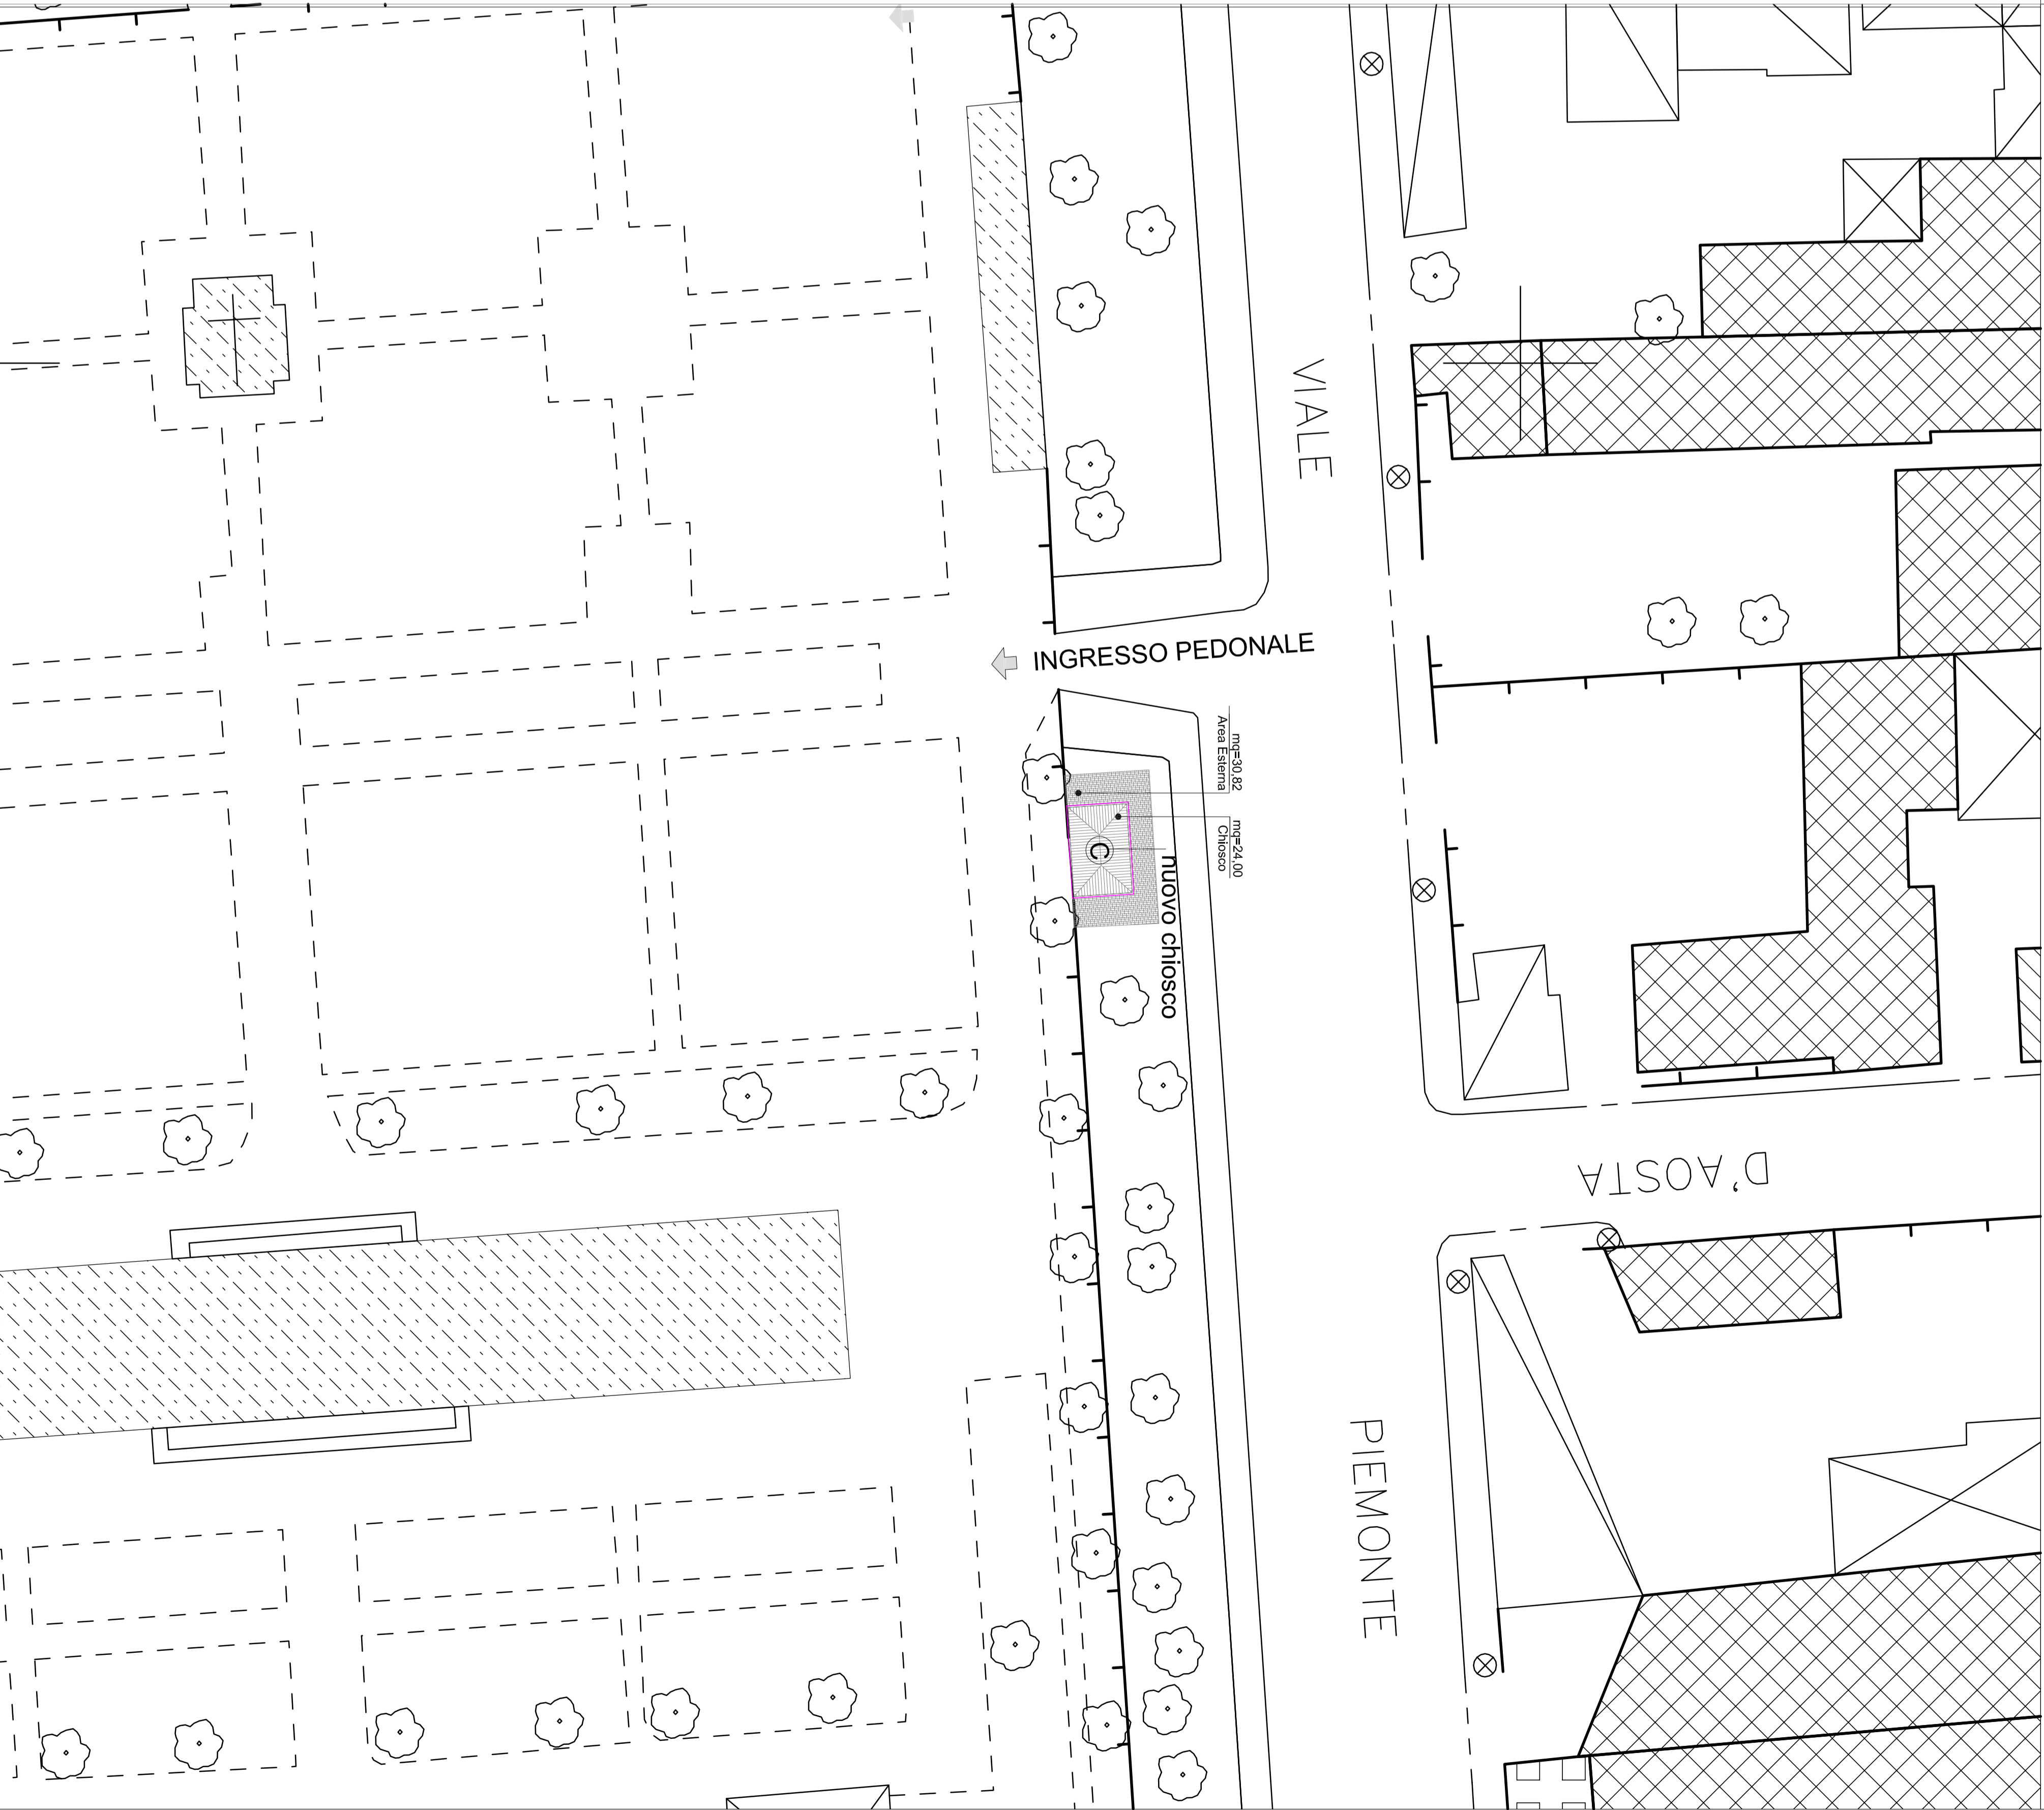 VIALE
INGRESSO PEDONALE
mq=30,82
Area Esterna
mq=24,00
Chiosco
C
nuovo chiosco
D'AOSTA
PIEMONTE